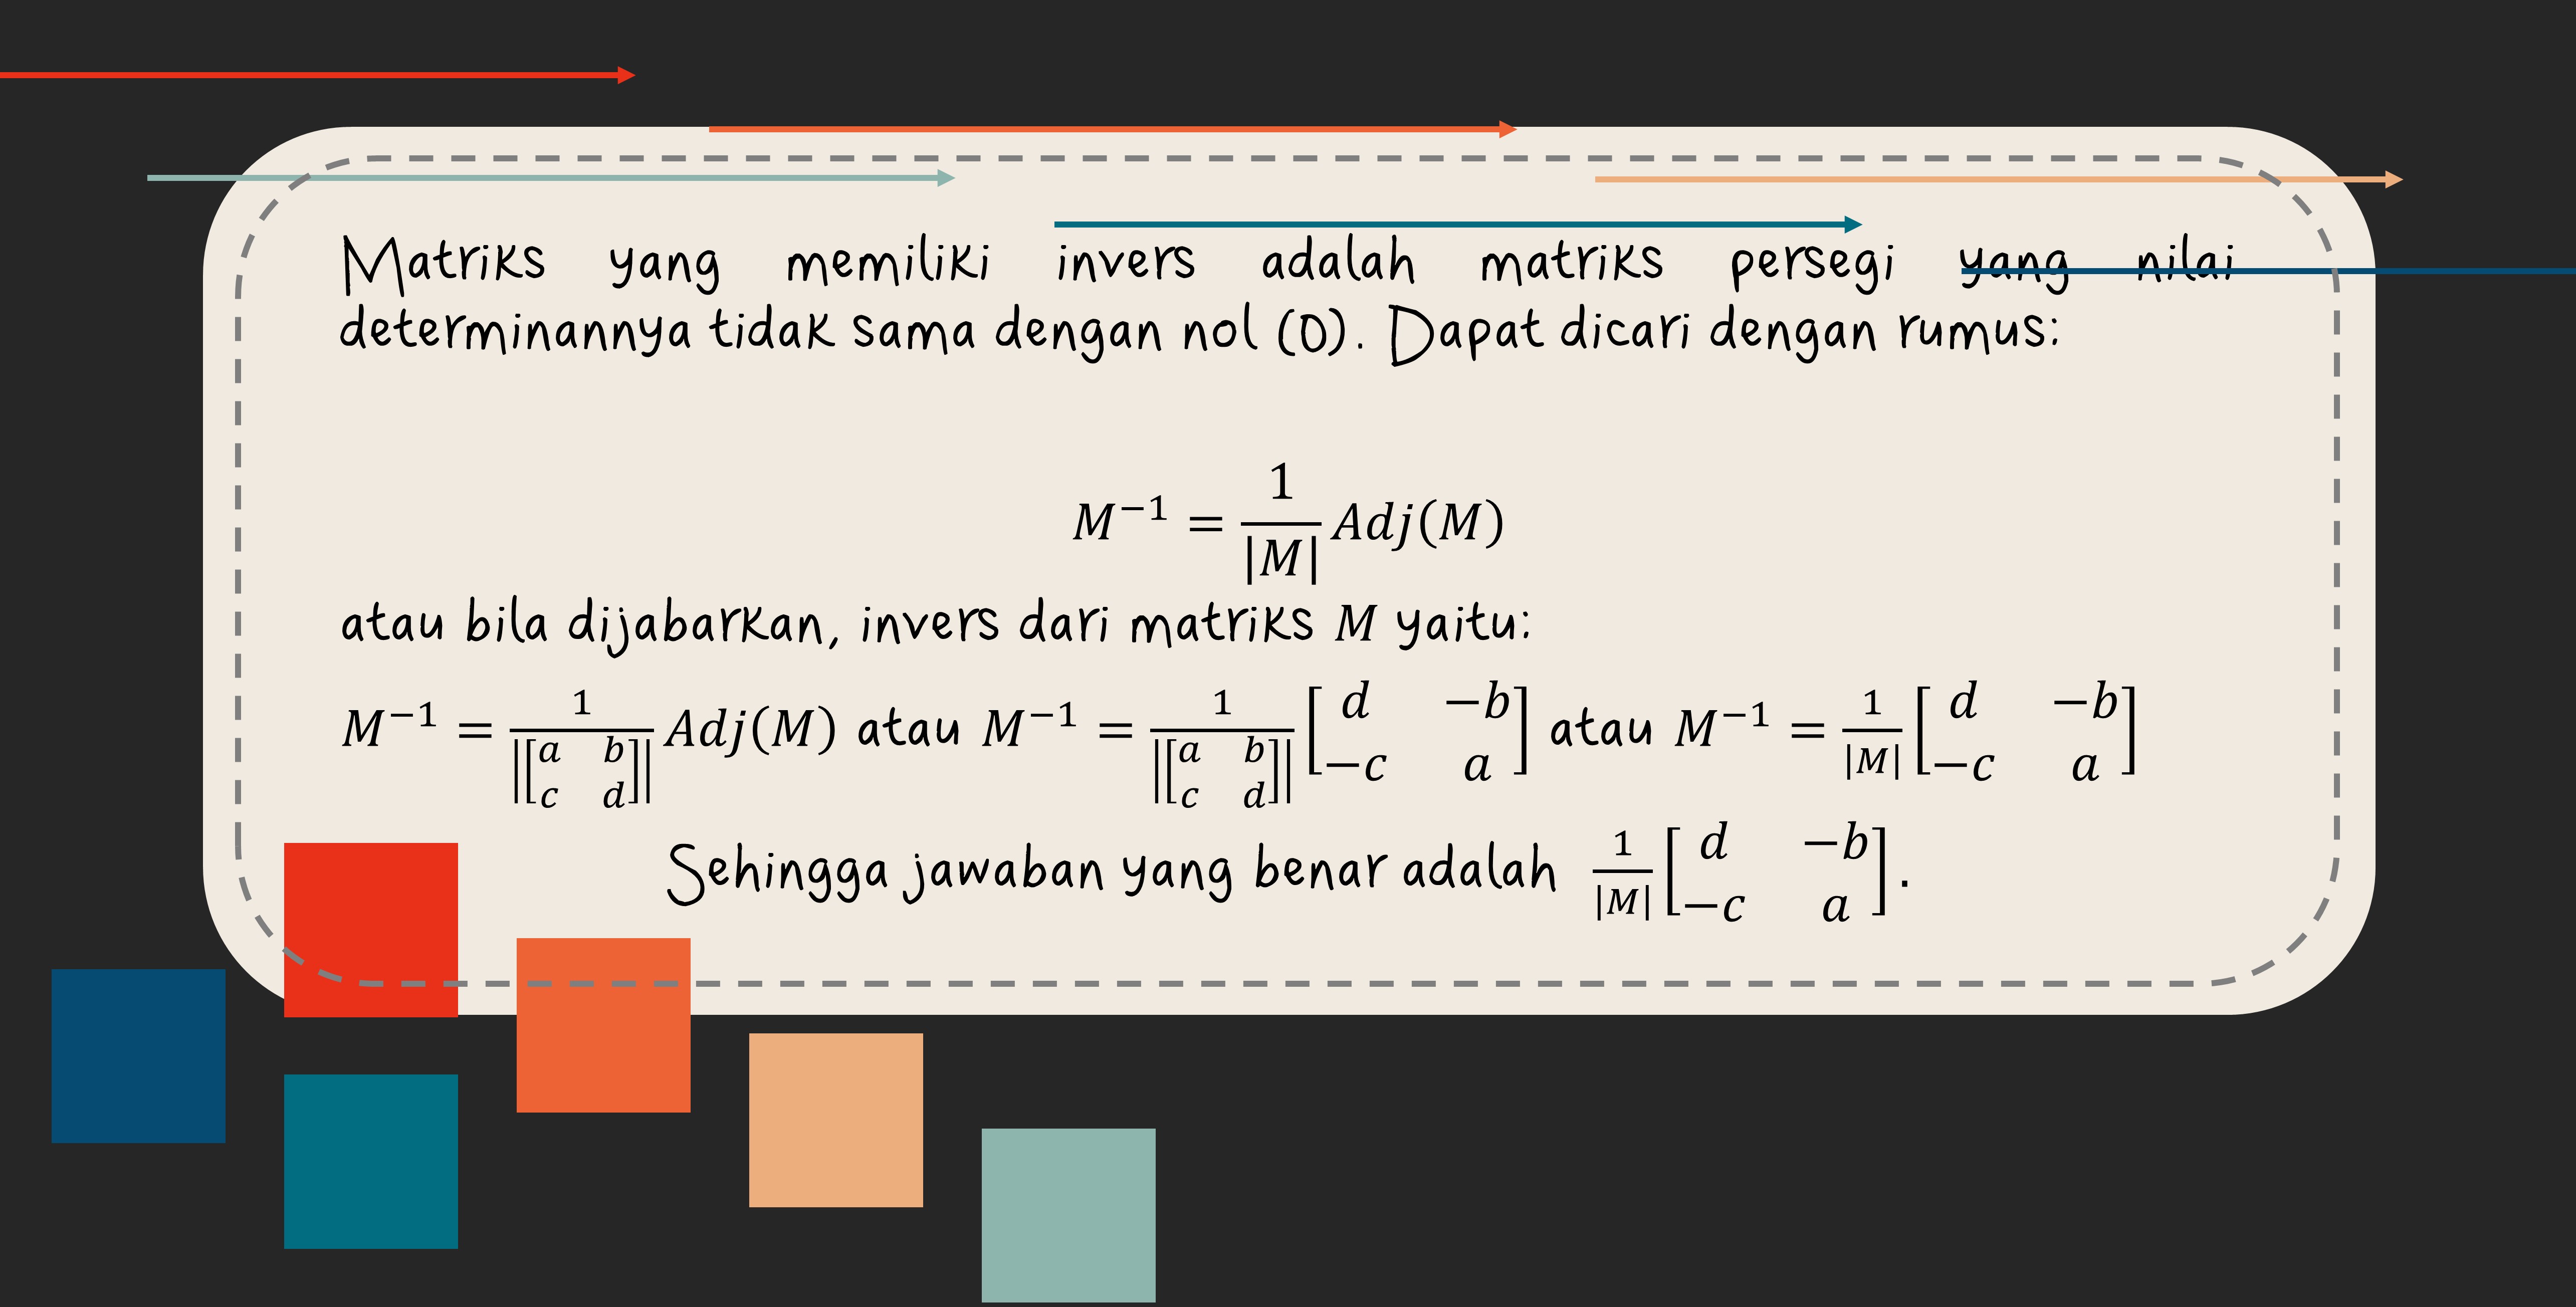 Matriks yang memiliki invers adalah matriks persegi yang nilai
determinannya tidak sama dengan nol (0). Dapat dicari dengan rumus:
$M^{-1} = \frac{1}{|M|} Adj(M)$
atau bila dijabarkan, invers dari matriks $M$ yaitu:
$M^{-1} = \frac{1}{\left|\begin{bmatrix} a & b \\ c & d \end{bmatrix}\right|} Adj(M)$ atau $M^{-1} = \frac{1}{\left|\begin{bmatrix} a & b \\ c & d \end{bmatrix}\right|} \begin{bmatrix} d & -b \\ -c & a \end{bmatrix}$ atau $M^{-1} = \frac{1}{|M|} \begin{bmatrix} d & -b \\ -c & a \end{bmatrix}$
Sehingga jawaban yang benar adalah $\frac{1}{|M|} \begin{bmatrix} d & -b \\ -c & a \end{bmatrix}$.